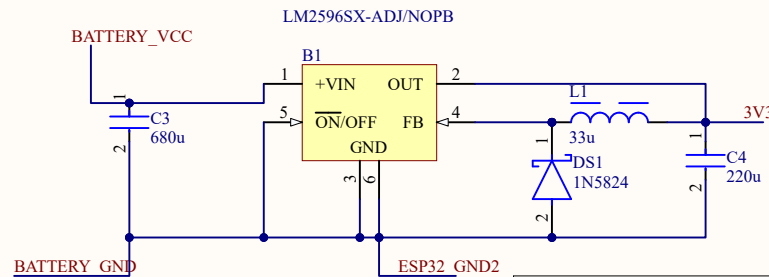 LM2596SX-ADJ/NOPB
BATTERY_VCC
B1
1 +VIN OUT 2
5 ON/OFF FB 4
GND
3 6
1 C3 680u 2
L1
33u
3V3
1 DS1 1N5824 2
1 C4 220u 2
BATTERY_GND
ESP32_GND2